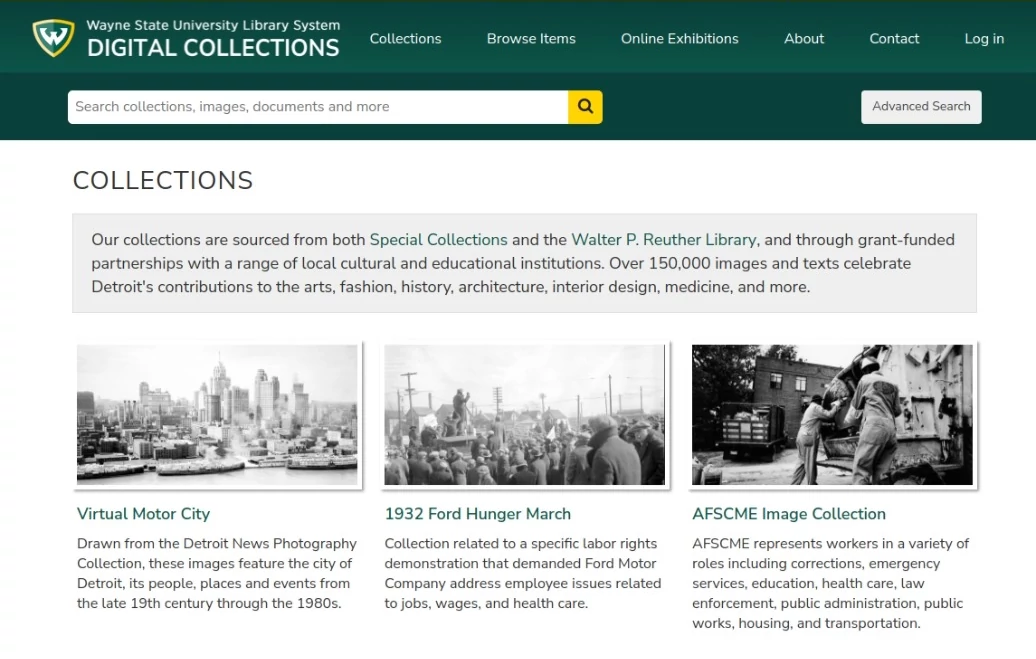 Wayne State University Library System
DIGITAL COLLECTIONS
Collections
Browse Items
Online Exhibitions
About
Contact
Log in
Search collections, images, documents and more
Advanced Search
COLLECTIONS
Our collections are sourced from both Special Collections and the Walter P. Reuther Library, and through grant-funded
partnerships with a range of local cultural and educational institutions. Over 150,000 images and texts celebrate
Detroit's contributions to the arts, fashion, history, architecture, interior design, medicine, and more.
Virtual Motor City
Drawn from the Detroit News Photography
Collection, these images feature the city of
Detroit, its people, places and events from
the late 19th century through the 1980s.
1932 Ford Hunger March
Collection related to a specific labor rights
demonstration that demanded Ford Motor
Company address employee issues related
to jobs, wages, and health care.
AFSCME Image Collection
AFSCME represents workers in a variety of
roles including corrections, emergency
services, education, health care, law
enforcement, public administration, public
works, housing, and transportation.